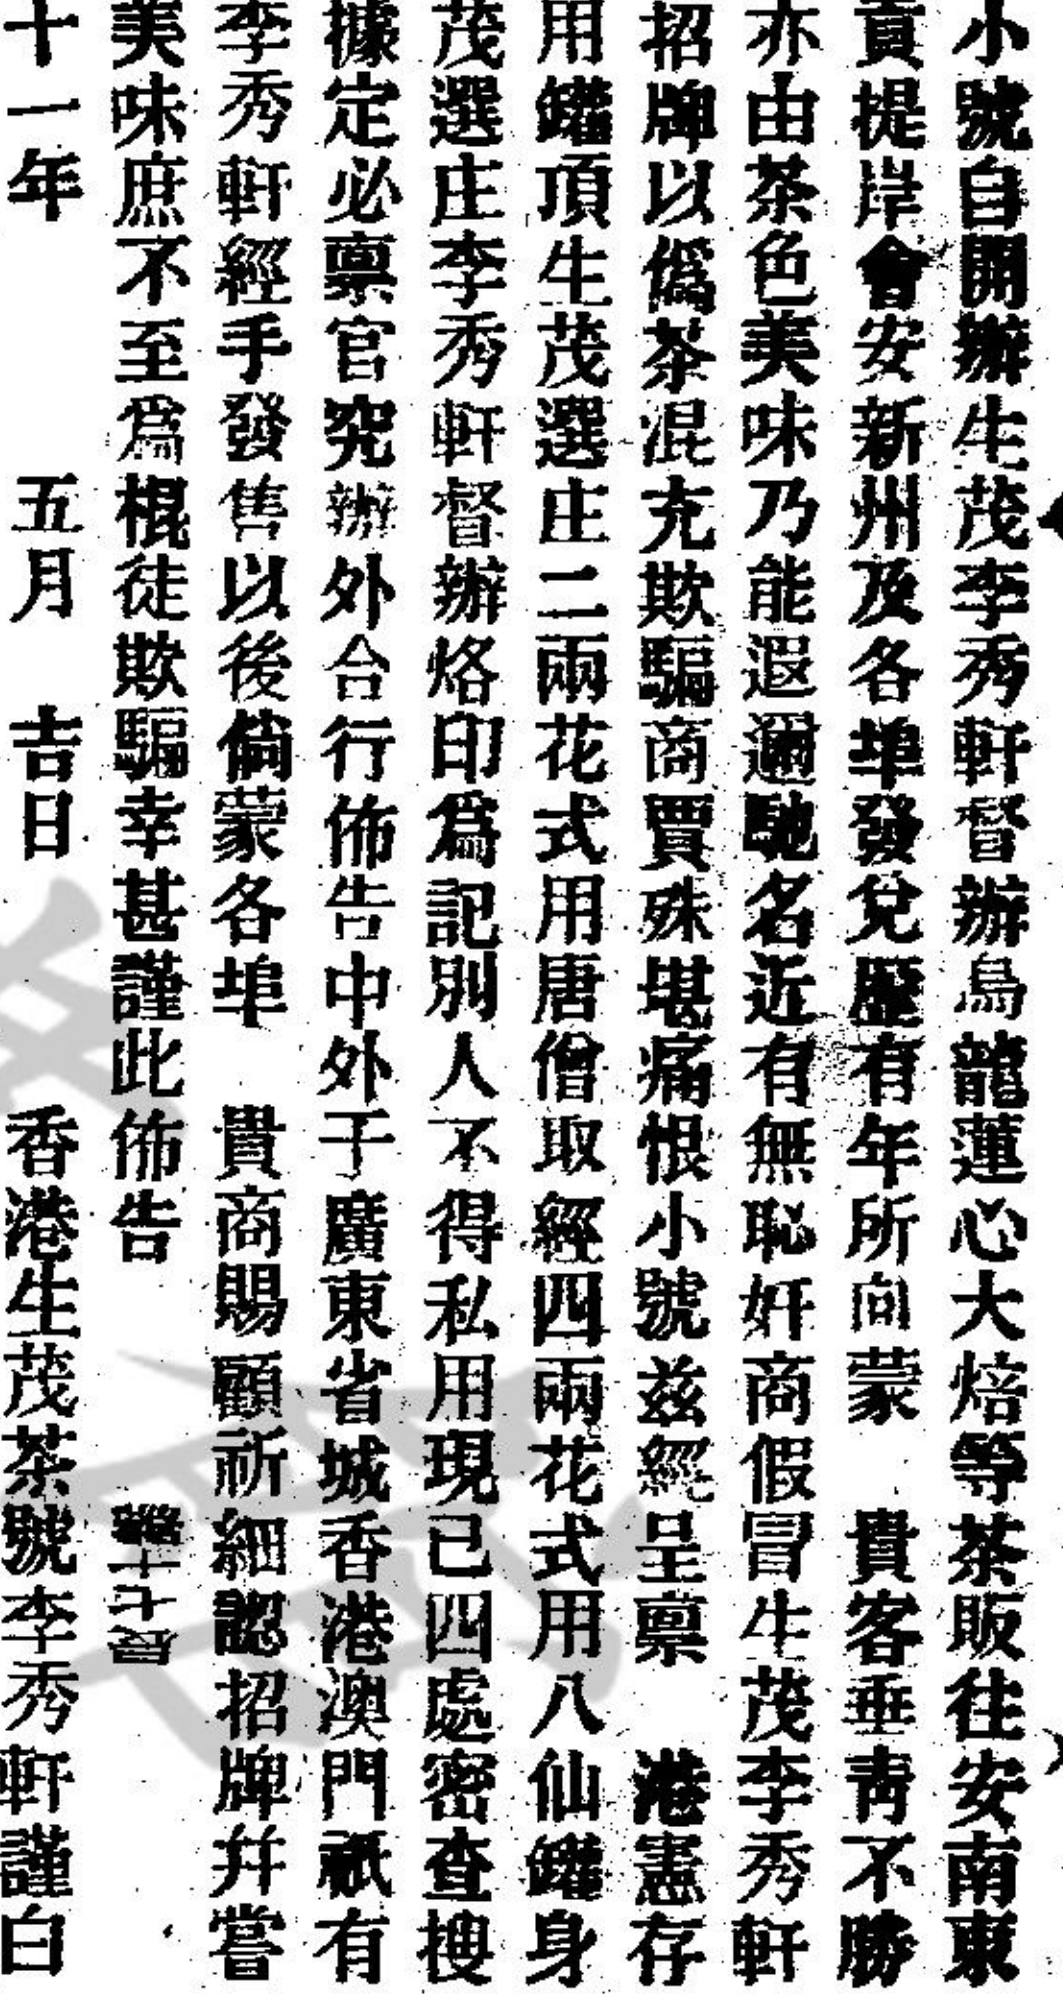 小號自開辦生茂李秀軒督辦烏龍蓮心大焙等茶販往安南東
貢提岸會安新州及各埠發兌歷有年所向蒙 貴客垂青不勝
亦由茶色美味乃能遐邇馳名近有無恥奸商假冒生茂李秀軒
招牌以偽茶混充欺騙商賈殊堪痛恨小號茲經呈稟 港憲存
用罐頂生茂選庄二兩花式用唐僧取經四兩花式用八仙罐身
茂選庄李秀軒督辦烙印為記別人不得私用現已四處密查搜
據定必稟官究辦外合行佈告中外于廣東省城香港澳門祇有
李秀軒經手發售以後倘蒙各埠 貴商賜顧祈細認招牌并嘗
美味庶不至為棍徒欺騙幸甚謹此佈告
十一年 五月 吉日 香港生茂茶號李秀軒謹白